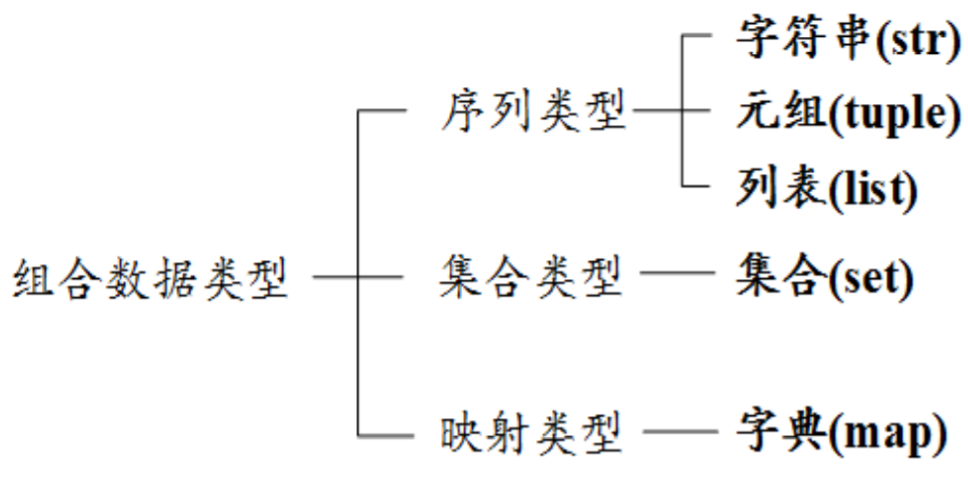 字符串(str)
序列类型
元组(tuple)
列表(list)
组合数据类型
集合类型
集合(set)
映射类型
字典(map)